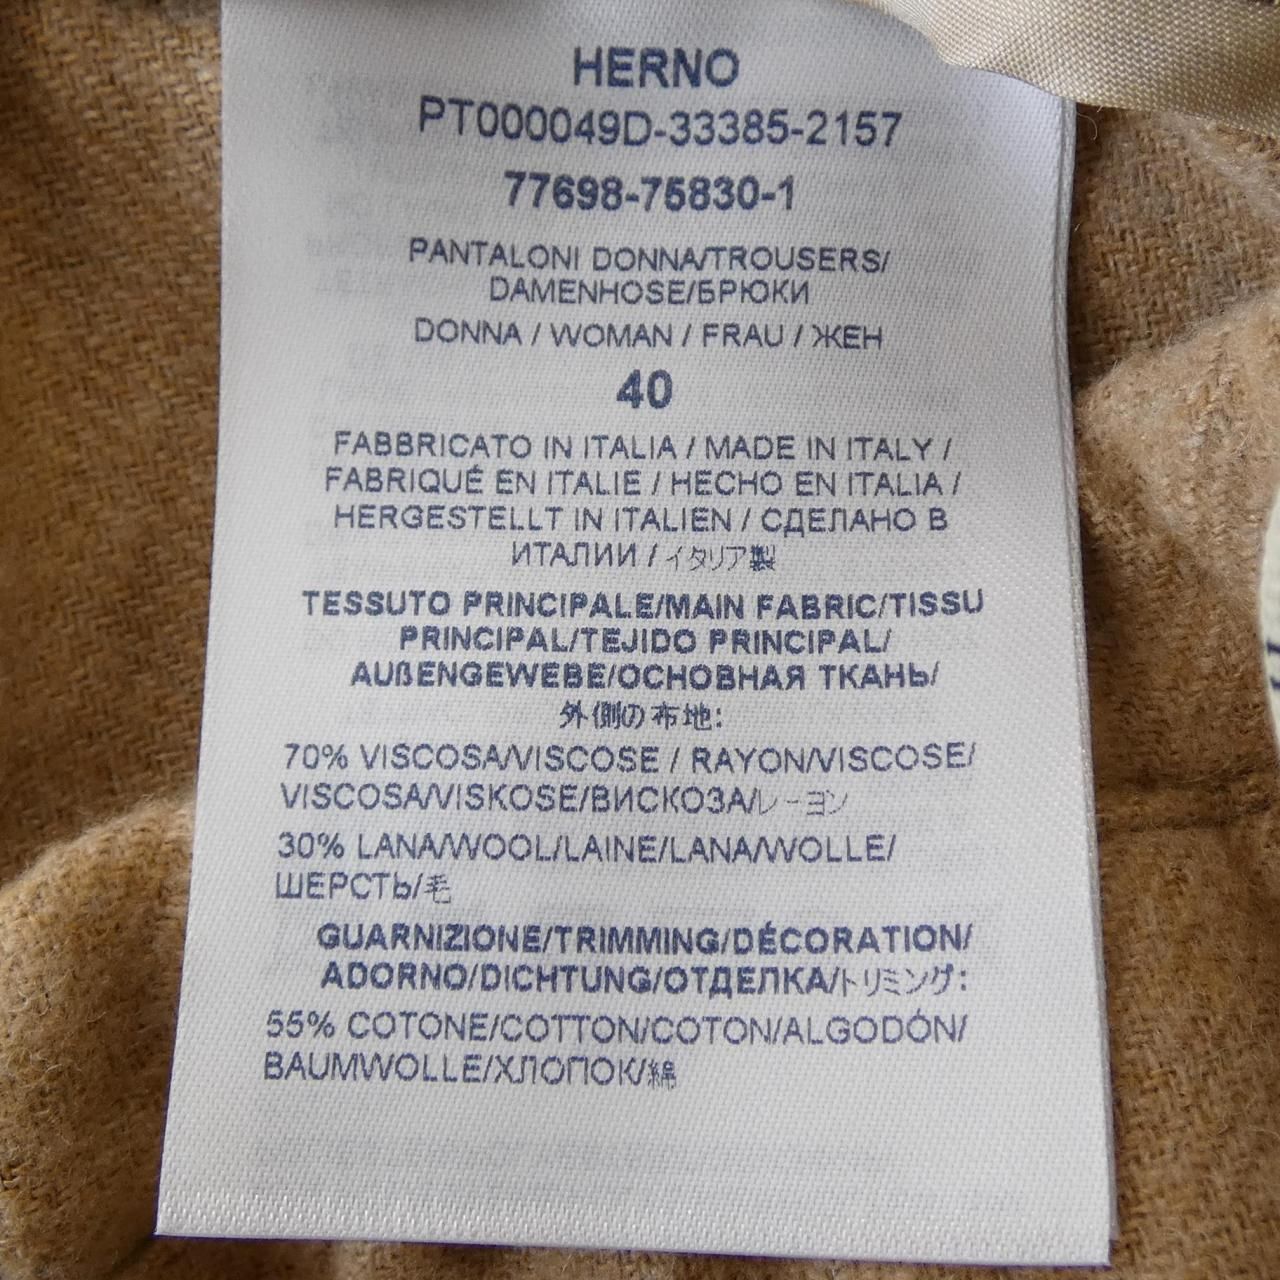 HERNO
PT000049D-33385-2157
77698-75830-1
PANTALONI DONNA/TROUSERS/
DAMENHOSE/БРЮКИ
DONNA / WOMAN / FRAU / ЖЕН
40
FABBRICATO IN ITALIA / MADE IN ITALY /
FABRIQUÉ EN ITALIE / HECHO EN ITALIA /
HERGESTELLT IN ITALIEN / СДЕЛАНО В
ИТАЛИИ / イタリア製
TESSUTO PRINCIPALE/MAIN FABRIC/TISSU
PRINCIPAL/TEJIDO PRINCIPAL/
AUßENGEWEBE/ОСНОВНАЯ ТКАНЬ/
外側の布地:
70% VISCOSA/VISCOSE / RAYON/VISCOSE/
VISCOSA/VISKOSE/ВИСКОЗА/レーヨン
30% LANA/WOOL/LAINE/LANA/WOLLE/
ШЕРСТЬ/毛
GUARNIZIONE/TRIMMING/DÉCORATION/
ADORNO/DICHTUNG/ОТДЕЛКА/トリミング:
55% COTONE/COTTON/COTON/ALGODÓN/
BAUMWOLLE/ХЛОПОК/綿